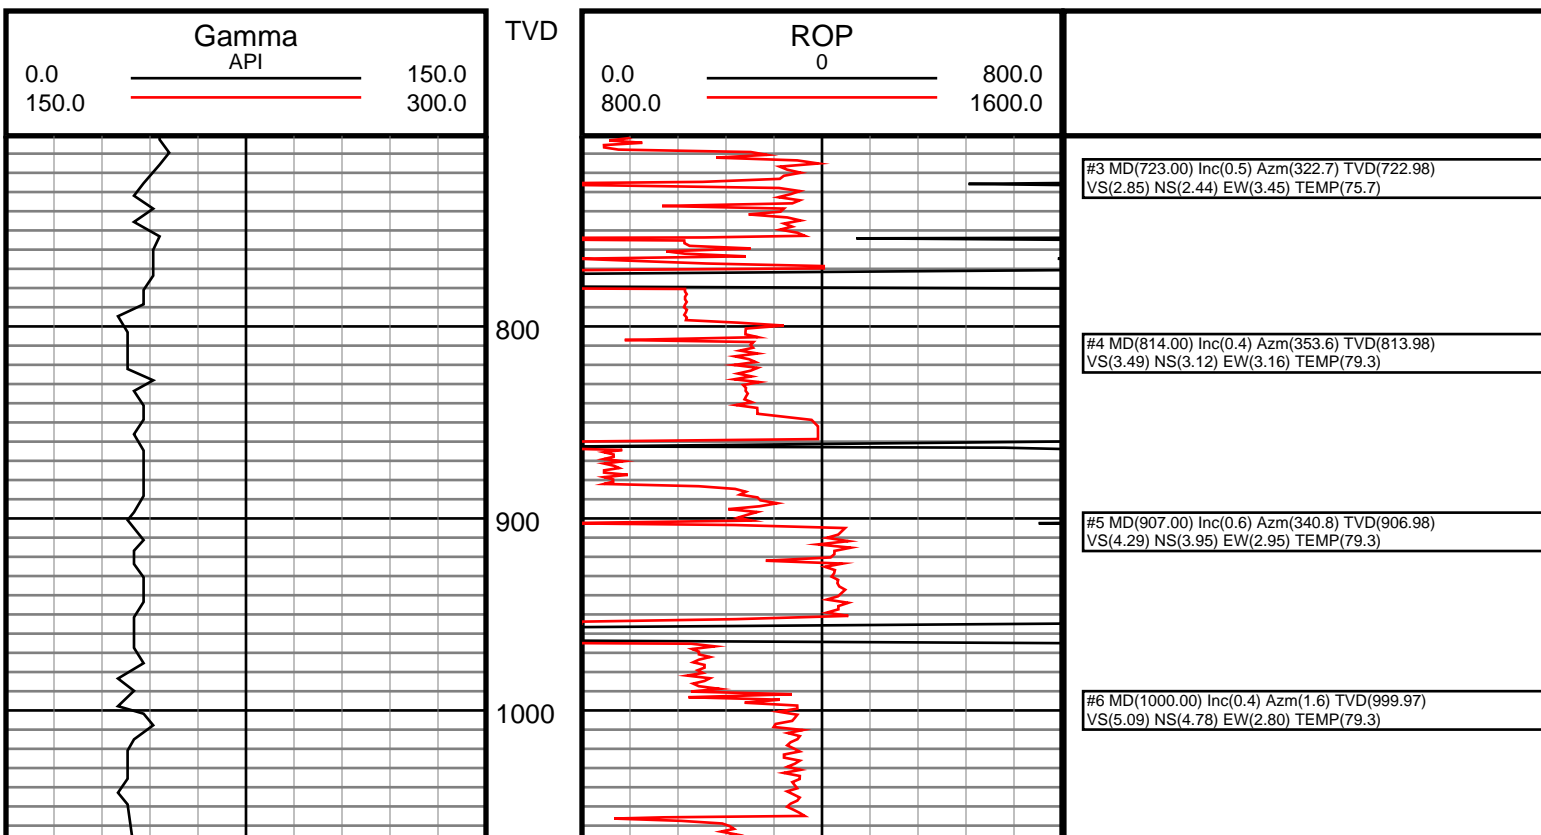 Gamma
API
0.0 150.0
150.0 300.0
TVD
ROP
0
0.0 800.0
800.0 1600.0
#3 MD(723.00) Inc(0.5) Azm(322.7) TVD(722.98)
VS(2.85) NS(2.44) EW(3.45) TEMP(75.7)
800
#4 MD(814.00) Inc(0.4) Azm(353.6) TVD(813.98)
VS(3.49) NS(3.12) EW(3.16) TEMP(79.3)
900
#5 MD(907.00) Inc(0.6) Azm(340.8) TVD(906.98)
VS(4.29) NS(3.95) EW(2.95) TEMP(79.3)
1000
#6 MD(1000.00) Inc(0.4) Azm(1.6) TVD(999.97)
VS(5.09) NS(4.78) EW(2.80) TEMP(79.3)